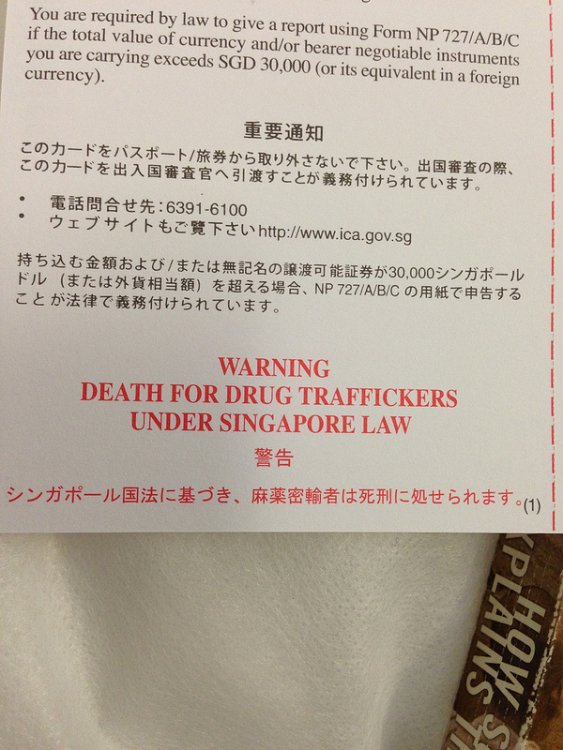 You are required by law to give a report using Form NP 727/A/B/C
if the total value of currency and/or bearer negotiable instruments
you are carrying exceeds SGD 30,000 (or its equivalent in a foreign
currency).
重要通知
このカードをパスポート/旅券から取り外さないで下さい。出国審査の際、
このカードを出入国審査官へ引渡すことが義務付けられています。
• 電話問合せ先:6391-6100
• ウェブサイトもご覧下さいhttp://www.ica.gov.sg
持ち込む金額および/または無記名の譲渡可能証券が30,000シンガポール
ドル (または外貨相当額) を超える場合、NP 727/A/B/C の用紙で申告する
ことが法律で義務付けられています。
WARNING
DEATH FOR DRUG TRAFFICKERS
UNDER SINGAPORE LAW
警告
シンガポール国法に基づき、麻薬密輸者は死刑に処せられます。(1)
HOW